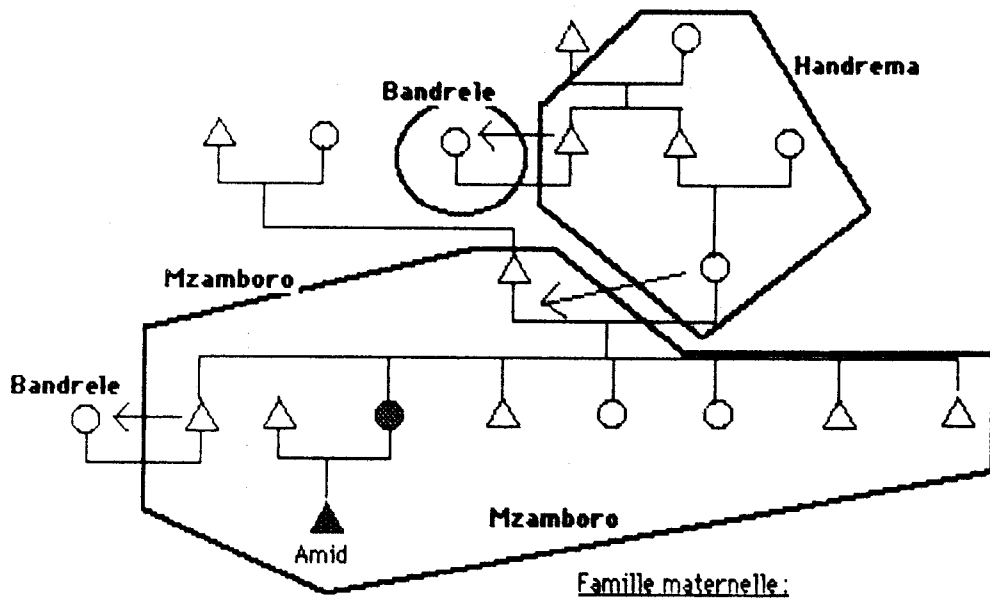 Handrema
Bandrele
Mzamboro
Bandrele
Mzamboro
Amid
Famille maternelle :